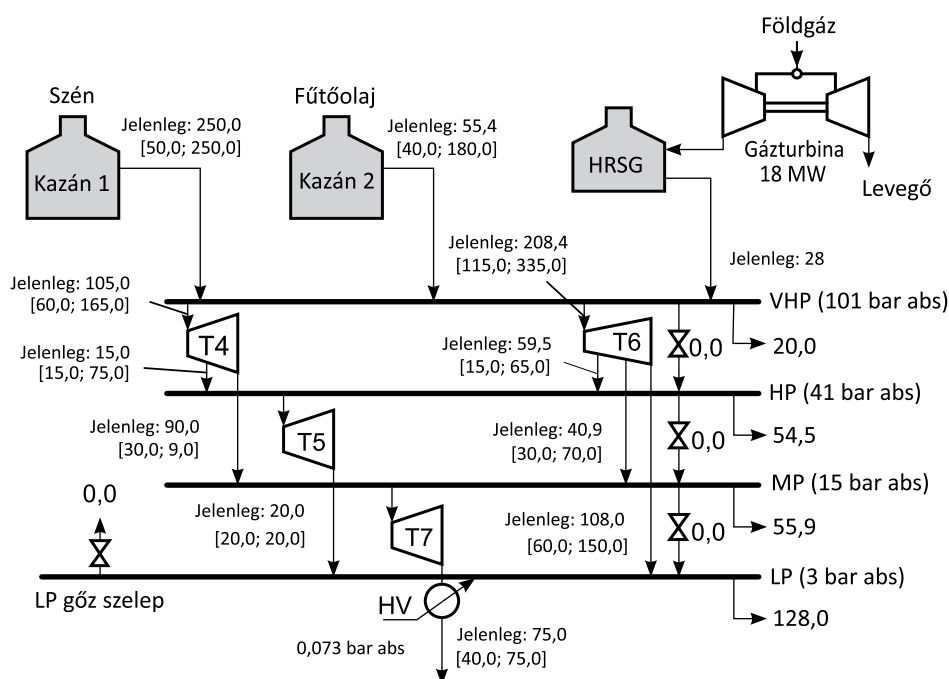 Földgáz
Szén
Fűtőolaj
Jelenleg: 250,0
[50,0; 250,0]
Jelenleg: 55,4
[40,0; 180,0]
Kazán 1
Kazán 2
HRSG
Gázturbina
18 MW
Levegő
Jelenleg: 208,4
[115,0; 335,0]
Jelenleg: 28
Jelenleg: 105,0
[60,0; 165,0]
VHP (101 bar abs)
T4
T6
0,0
20,0
Jelenleg: 15,0
[15,0; 75,0]
59,5
[15,0; 65,0]
HP (41 bar abs)
Jelenleg: 90,0
[30,0; 9,0]
T5
Jelenleg: 40,9
[30,0; 70,0]
0,0
54,5
MP (15 bar abs)
0,0
Jelenleg: 20,0
[20,0; 20,0]
T7
Jelenleg: 108,0
[60,0; 150,0]
0,0
55,9
LP (3 bar abs)
LP gőz szelep
HV
128,0
0,073 bar abs
Jelenleg: 75,0
[40,0; 75,0]